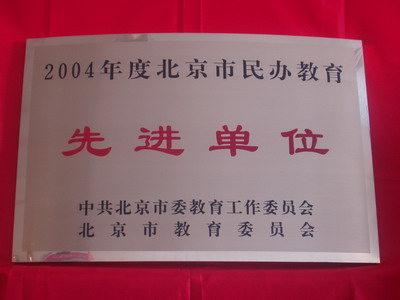 2004年度北京市民办教育
先进单位
中共北京市委教育工作委员会
北京市教育委员会